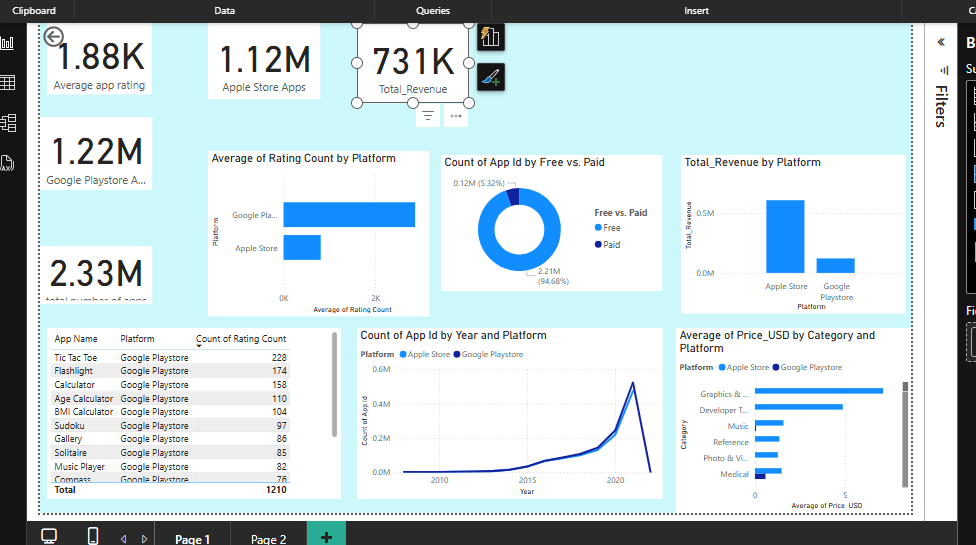 Clipboard
Data
Queries
Insert
1.88K
Average app rating
1.12M
Apple Store Apps
731K
Total_Revenue
Filters
1.22M
Google Playstore A...
2.33M
total number of apps
Average of Rating Count by Platform
Platform
Google Pla...
Apple Store
0K
2K
Average of Rating Count
Count of App Id by Free vs. Paid
0.12M (5.32%)
2.21M
(94.68%)
Free vs. Paid
Free
Paid
Total_Revenue by Platform
Total_Revenue
0.5M
0.0M
Apple Store
Google
Playstore
Platform
App Name Platform Count of Rating Count
Tic Tac Toe Google Playstore 228
Flashlight Google Playstore 174
Calculator Google Playstore 158
Age Calculator Google Playstore 110
BMI Calculator Google Playstore 104
Sudoku Google Playstore 97
Gallery Google Playstore 86
Solitaire Google Playstore 85
Music Player Google Playstore 82
Compass Google Playstore 76
Total 1210
Count of App Id by Year and Platform
Platform Apple Store Google Playstore
Count of App Id
0.6M
0.4M
0.2M
0.0M
2010
2015
2020
Year
Average of Price_USD by Category and
Platform
Platform Apple Store Google Playstore
Category
Graphics & ...
Developer T...
Music
Reference
Photo & Vi...
Medical
0
5
Average of Price_USD
Page 1
Page 2